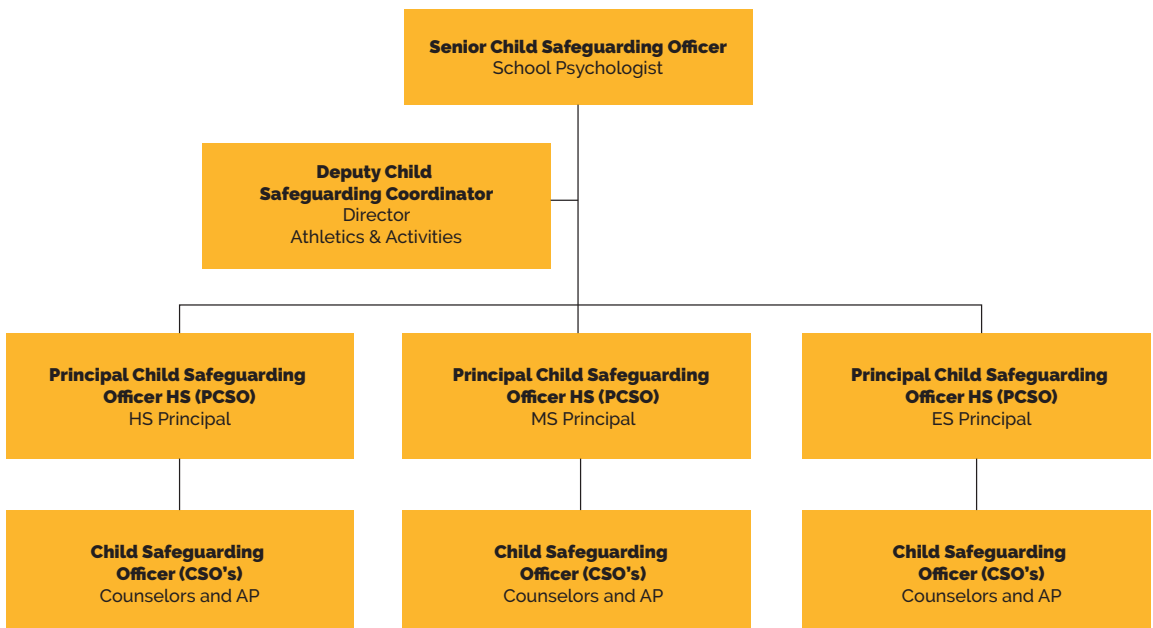 Senior Child Safeguarding Officer
School Psychologist
Deputy Child
Safeguarding Coordinator
Director
Athletics & Activities
Principal Child Safeguarding
Officer HS (PCSO)
HS Principal
Principal Child Safeguarding
Officer HS (PCSO)
MS Principal
Principal Child Safeguarding
Officer HS (PCSO)
ES Principal
Child Safeguarding
Officer (CSO's)
Counselors and AP
Child Safeguarding
Officer (CSO's)
Counselors and AP
Child Safeguarding
Officer (CSO's)
Counselors and AP